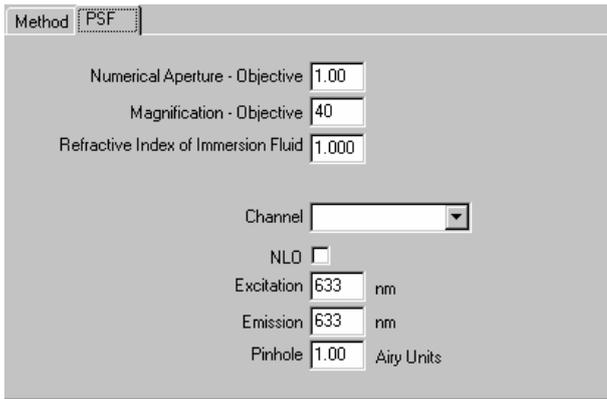 Method PSF
Numerical Aperture - Objective 1.00
Magnification - Objective 40
Refractive Index of Immersion Fluid 1.000
Channel
NLO
Excitation 633 nm
Emission 633 nm
Pinhole 1.00 Airy Units